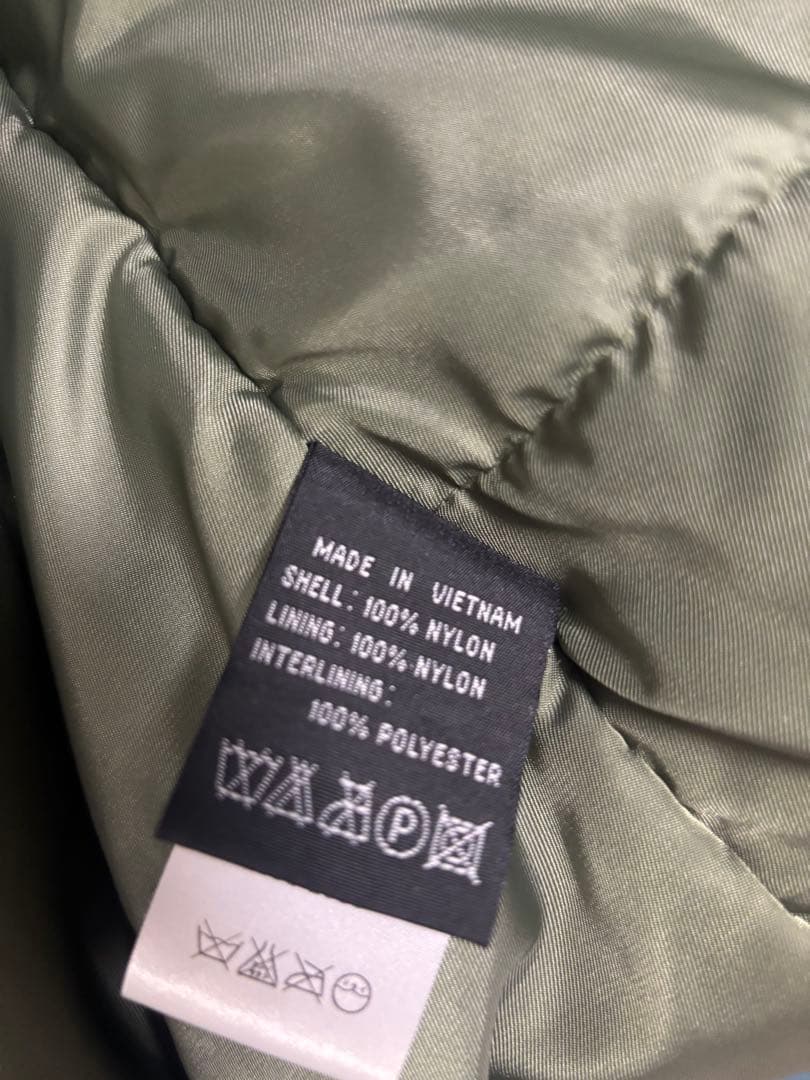 MADE IN VIETNAM
SHELL: 100% NYLON
LINING: 100% NYLON
INTERLINING:
100% POLYESTER
P